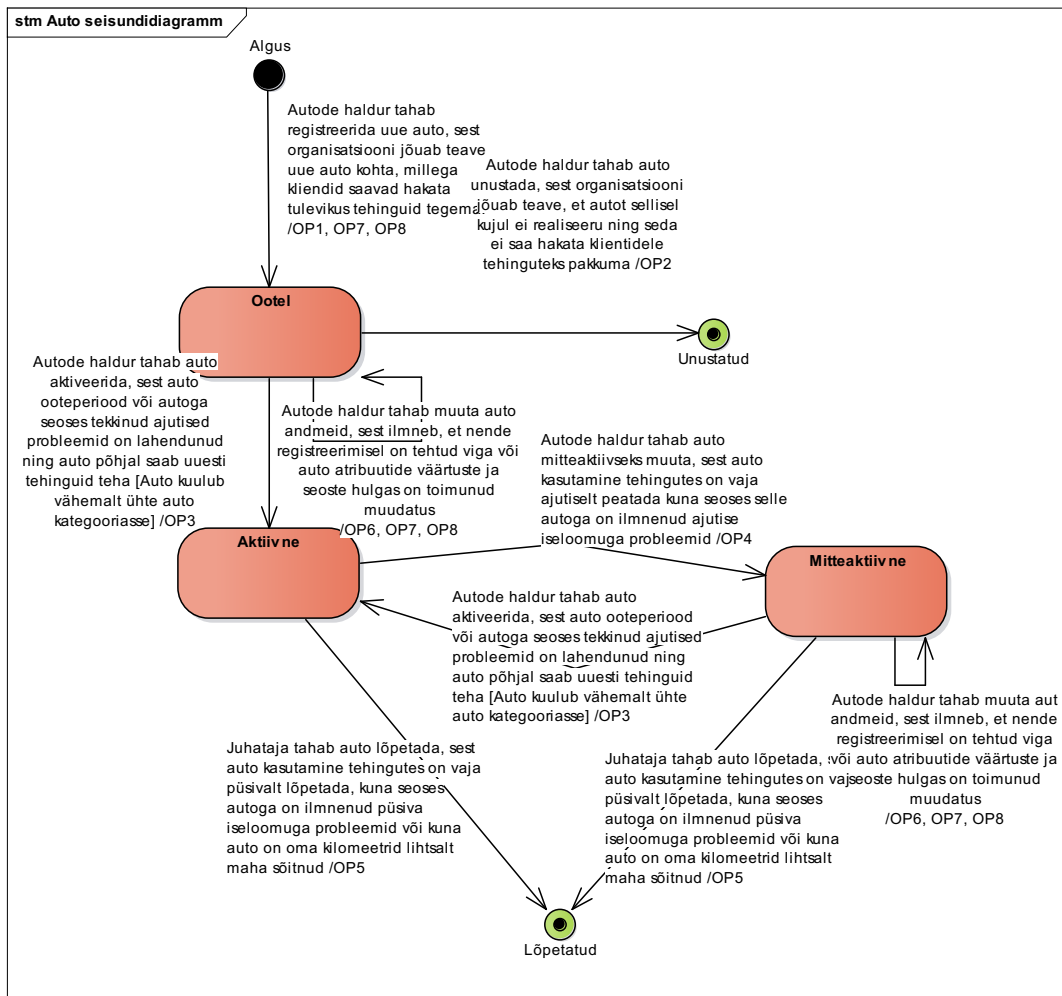 stm Auto seisundidiagramm
Algus
Autode haldur tahab
registreerida uue auto, sest
organisatsiooni jõuab teave
uue auto kohta, millega
kliendid saavad hakata
tulevikus tehinguid tegema.
/OP1, OP7, OP8
Autode haldur tahab auto
unustada, sest organisatsiooni
jõuab teave, et autot sellisel
kujul ei realiseeru ning seda
ei saa hakata klientidele
tehinguteks pakkuma /OP2
Ootel
Unustatud
Autode haldur tahab auto
aktiveerida, sest auto
ooteperiood või autoga
seoses tekkinud ajutised
probleemid on lahendunud
ning auto põhjal saab uuesti
tehinguid teha [Auto kuulub
vähemalt ühte auto
kategooriasse] /OP3
Autode haldur tahab muuta auto
andmeid, sest ilmneb, et nende
registreerimisel on tehtud viga või
auto atribuutide väärtuste ja
seoste hulgas on toimunud
muudatus
/OP6, OP7, OP8
Autode haldur tahab auto
mitteaktiivseks muuta, sest auto
kasutamine tehingutes on vaja
ajutiselt peatada kuna seoses selle
autoga on ilmnenud ajutise
iseloomuga probleemid /OP4
Aktiivne
Mitteaktiivne
Autode haldur tahab auto
aktiveerida, sest auto ooteperiood
või autoga seoses tekkinud ajutised
probleemid on lahendunud ning
auto põhjal saab uuesti tehinguid
teha [Auto kuulub vähemalt ühte
auto kategooriasse] /OP3
Autode haldur tahab muuta aut
andmeid, sest ilmneb, et nende
registreerimisel on tehtud viga
või auto atribuutide väärtuste ja
seoste hulgas on toimunud
muudatus
/OP6, OP7, OP8
Juhataja tahab auto lõpetada, sest
auto kasutamine tehingutes on vaja
püsivalt lõpetada, kuna seoses
autoga on ilmnenud püsiva
iseloomuga probleemid või kuna
auto on oma kilomeetrid lihtsalt
maha sõitnud /OP5
Juhataja tahab auto lõpetada,
auto kasutamine tehingutes on vaj
püsivalt lõpetada, kuna seoses
autoga on ilmnenud püsiva
iseloomuga probleemid või kuna
auto on oma kilomeetrid lihtsalt
maha sõitnud /OP5
Lõpetatud